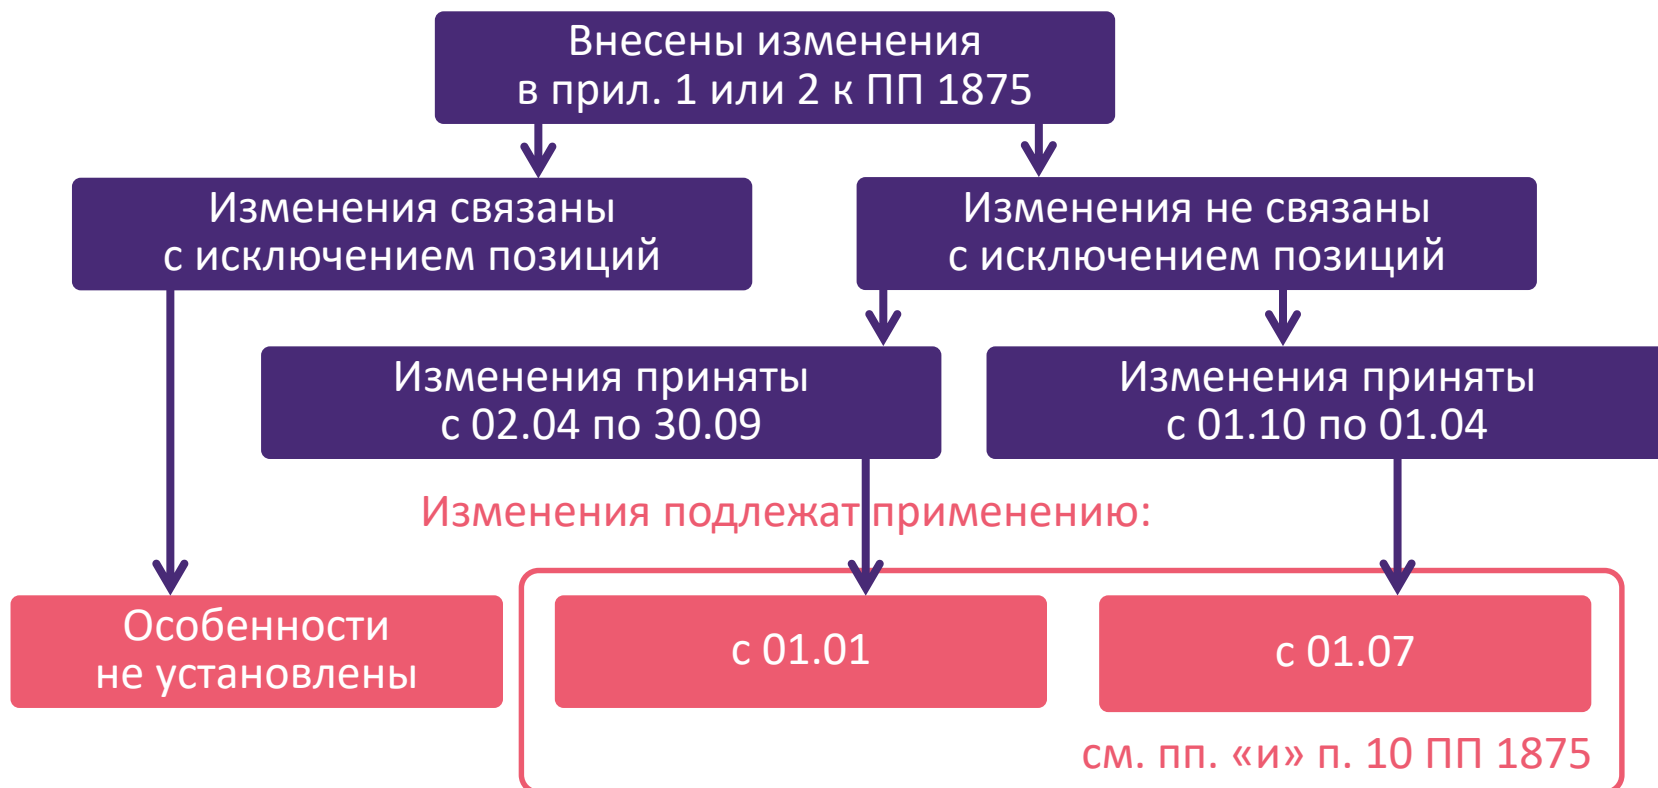 Внесены изменения
в прил. 1 или 2 к ПП 1875
Изменения связаны
с исключением позиций
Изменения не связаны
с исключением позиций
Изменения приняты
с 02.04 по 30.09
Изменения приняты
с 01.10 по 01.04
Изменения подлежат применению:
Особенности
не установлены
с 01.01
с 01.07
см. пп. «и» п. 10 ПП 1875